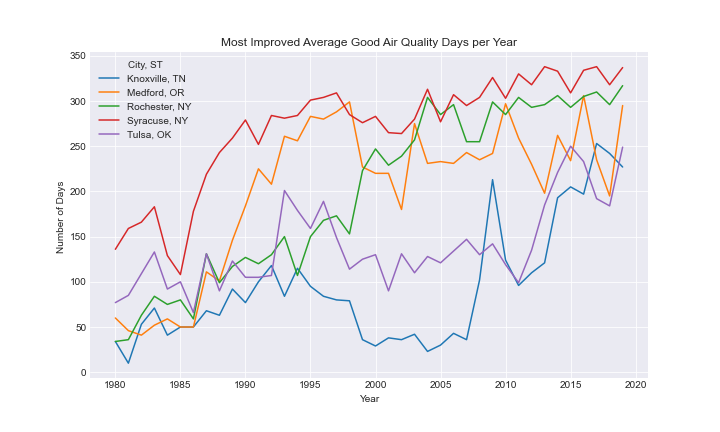 Most Improved Average Good Air Quality Days per Year
350
300
250
200
150
100
50
0
Number of Days
City, ST
Knoxville, TN
Medford, OR
Rochester, NY
Syracuse, NY
Tulsa, OK
1980 1985 1990 1995 2000 2005 2010 2015 2020
Year